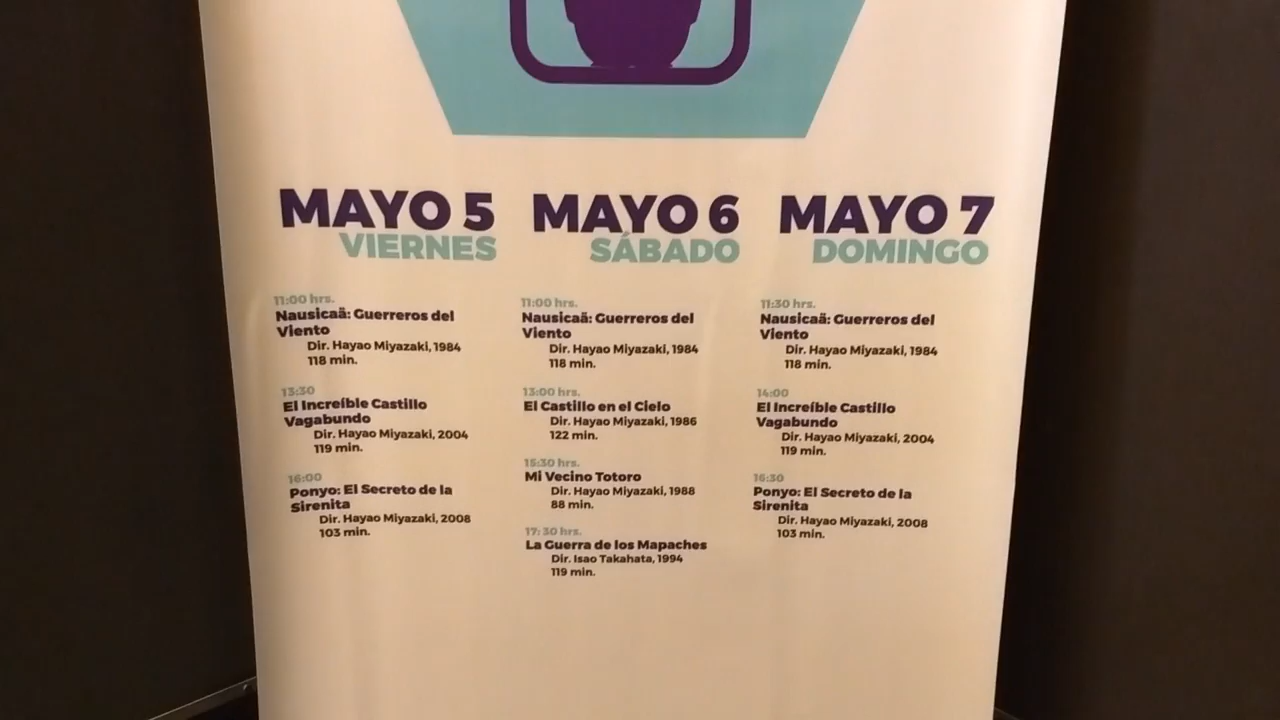 MAYO 5
VIERNES
11:00 hrs.
Nausicaä: Guerreros del
Viento
Dir. Hayao Miyazaki, 1984
118 min.
13:30
El Increíble Castillo
Vagabundo
Dir. Hayao Miyazaki, 2004
119 min.
16:00
Ponyo: El Secreto de la
Sirenita
Dir. Hayao Miyazaki, 2008
103 min.
MAYO 6
SÁBADO
11:00 hrs.
Nausicaä: Guerreros del
Viento
Dir. Hayao Miyazaki, 1984
118 min.
13:00 hrs.
El Castillo en el Cielo
Dir. Hayao Miyazaki, 1986
122 min.
15:30 hrs.
Mi Vecino Totoro
Dir. Hayao Miyazaki, 1988
88 min.
17: 30 hrs.
La Guerra de los Mapaches
Dir. Isao Takahata, 1994
119 min.
MAYO 7
DOMINGO
11:30 hrs.
Nausicaä: Guerreros del
Viento
Dir. Hayao Miyazaki, 1984
118 min.
14:00
El Increíble Castillo
Vagabundo
Dir. Hayao Miyazaki, 2004
119 min.
16:30
Ponyo: El Secreto de la
Sirenita
Dir. Hayao Miyazaki, 2008
103 min.